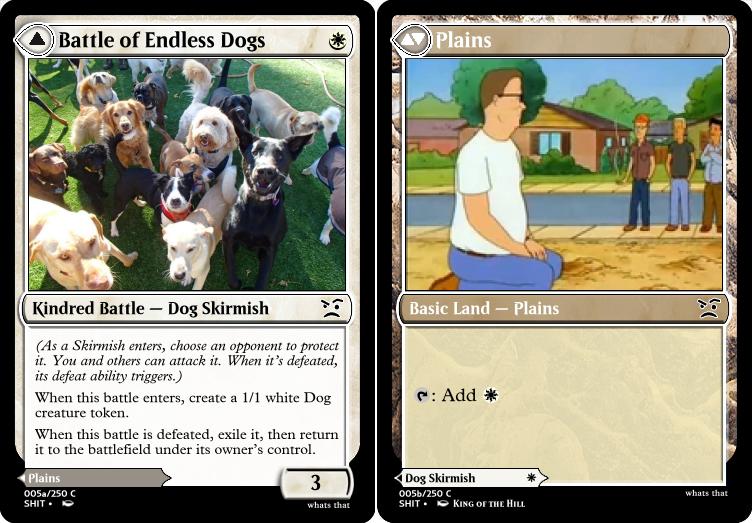 Battle of Endless Dogs
Kindred Battle — Dog Skirmish
(As a Skirmish enters, choose an opponent to protect
it. You and others can attack it. When it's defeated,
its defeat ability triggers.)
When this battle enters, create a 1/1 white Dog
creature token.
When this battle is defeated, exile it, then return
it to the battlefield under its owner's control.
Plains
3
005a/250 C
SHIT •
whats that
Plains
Basic Land — Plains
: Add
Dog Skirmish
005b/250 C
SHIT • King of the Hill
whats that